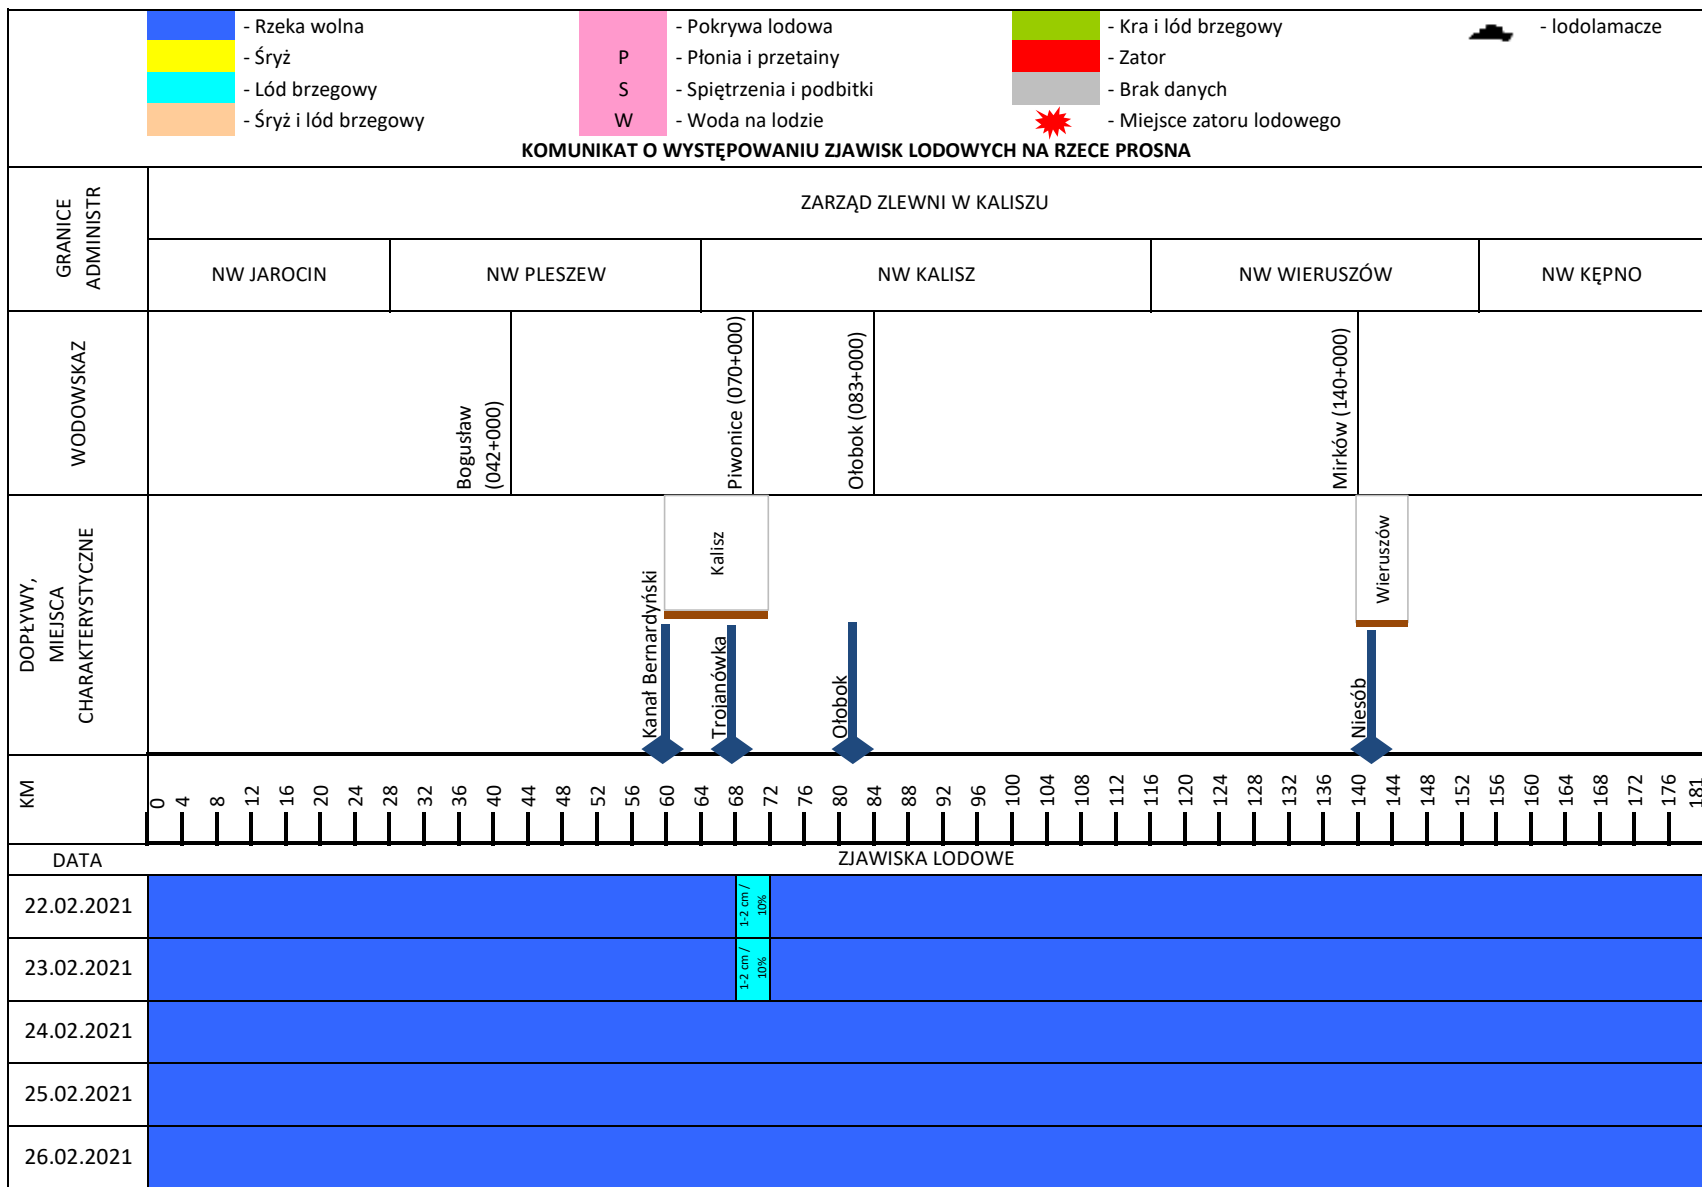 - Rzeka wolna
- Śryż
- Lód brzegowy
- Śryż i lód brzegowy
- Pokrywa lodowa
P - Płonia i przetainy
S - Spiętrzenia i podbitki
W - Woda na lodzie
- Kra i lód brzegowy
- Zator
- Brak danych
- Miejsce zatoru lodowego
- lodolamacze
KOMUNIKAT O WYSTĘPOWANIU ZJAWISK LODOWYCH NA RZECE PROSNA
GRANICE
ADMINISTR
ZARZĄD ZLEWNI W KALISZU
NW JAROCIN
NW PLESZEW
NW KALISZ
NW WIERUSZÓW
NW KĘPNO
WODOWSKAZ
Bogusław
(042+000)
Piwonice (070+000)
Ołobok (083+000)
Mirków (140+000)
DOPŁYWY,
MIEJSCA
CHARAKTERYSTYCZNE
Kanał Bernardyński
Kalisz
Trojanówka
Ołobok
Niesób
Wieruszów
KM
0 4 8 12 16 20 24 28 32 36 40 44 48 52 56 60 64 68 72 76 80 84 88 92 96 100 104 108 112 116 120 124 128 132 136 140 144 148 152 156 160 164 168 172 176 181
DATA
ZJAWISKA LODOWE
22.02.2021
1-2 cm /
10%
23.02.2021
1-2 cm /
10%
24.02.2021
25.02.2021
26.02.2021